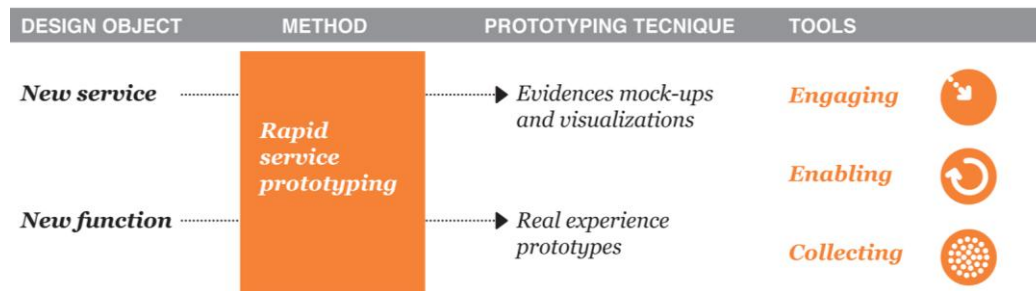 DESIGN OBJECT METHOD PROTOTYPING TECNIQUE TOOLS
New service
Rapid
service
prototyping
Evidences mock-ups
and visualizations
Engaging
Enabling
New function
Real experience
prototypes
Collecting